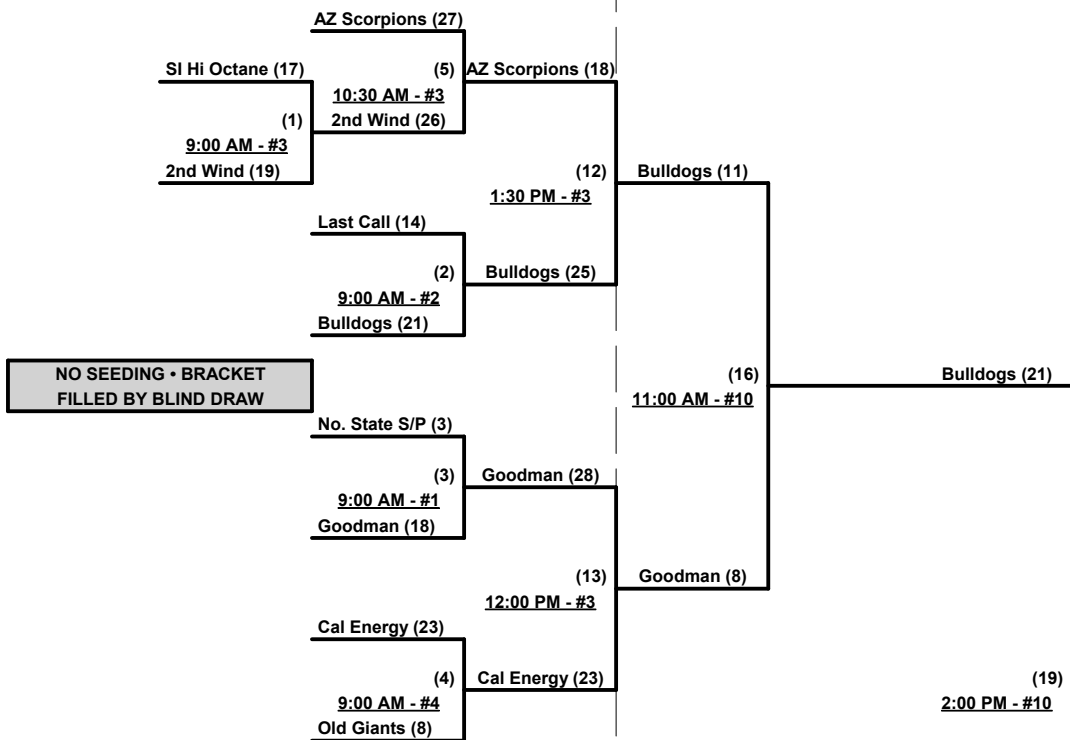 AZ Scorpions (27)
SI Hi Octane (17)
(5)
AZ Scorpions (18)
10:30 AM - #3
(1)
2nd Wind (26)
9:00 AM - #3
2nd Wind (19)
(12)
Bulldogs (11)
1:30 PM - #3
Last Call (14)
(2)
Bulldogs (25)
9:00 AM - #2
Bulldogs (21)
NO SEEDING • BRACKET
FILLED BY BLIND DRAW
(16)
Bulldogs (21)
11:00 AM - #10
No. State S/P (3)
(3)
Goodman (28)
9:00 AM - #1
Goodman (18)
(13)
Goodman (8)
12:00 PM - #3
Cal Energy (23)
(4)
Cal Energy (23)
(19)
9:00 AM - #4
2:00 PM - #10
Old Giants (8)